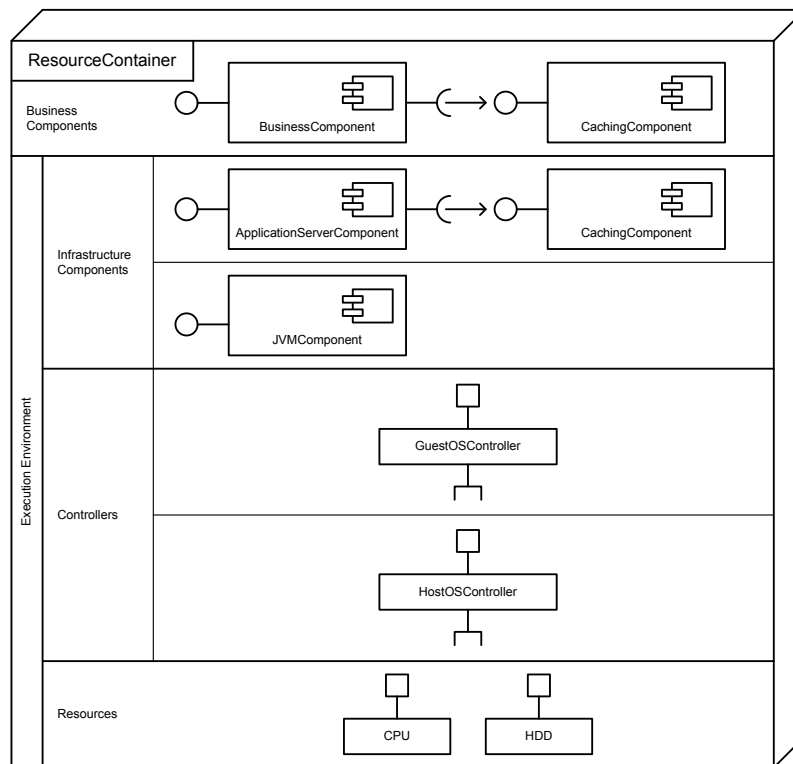 ResourceContainer
Business
Components
BusinessComponent
CachingComponent
Execution Environment
Infrastructure
Components
ApplicationServerComponent
CachingComponent
JVMComponent
Controllers
GuestOSController
HostOSController
Resources
CPU
HDD